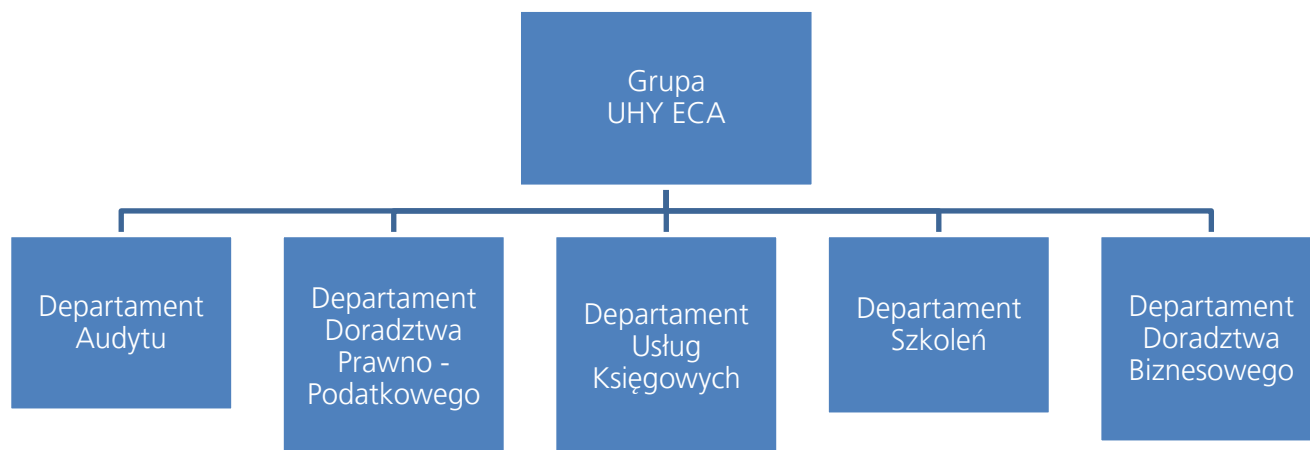 Grupa
UHY ECA
Departament
Audytu
Departament
Doradztwa
Prawno -
Podatkowego
Departament
Usług
Księgowych
Departament
Szkoleń
Departament
Doradztwa
Biznesowego